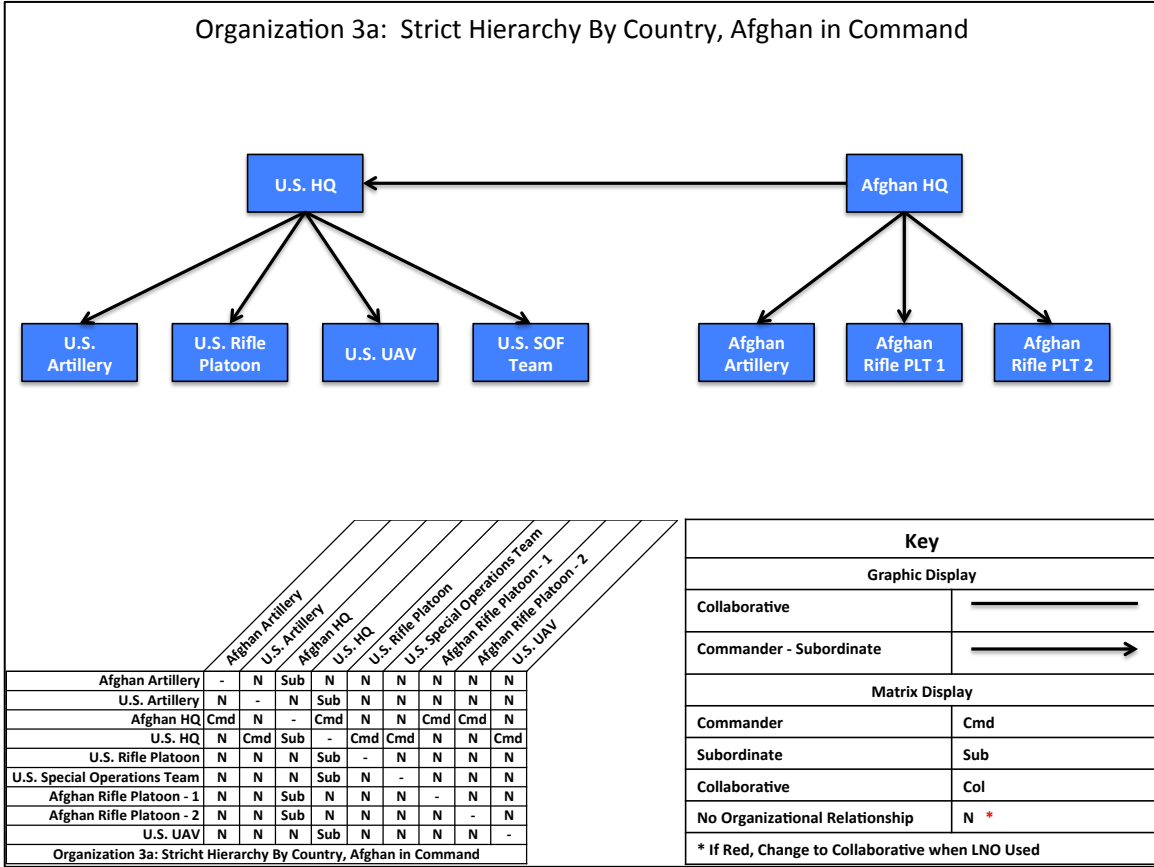 Organization 3a:  Strict Hierarchy By Country, Afghan in Command
U.S. HQ
Afghan HQ
U.S.
Artillery
U.S. Rifle
Platoon
U.S. UAV
U.S. SOF
Team
Afghan
Artillery
Afghan
Rifle PLT 1
Afghan
Rifle PLT 2
Afghan Artillery
U.S. Artillery
Afghan HQ
U.S. HQ
U.S. Rifle Platoon
U.S. Special Operations Team
Afghan Rifle Platoon - 1
Afghan Rifle Platoon - 2
U.S. UAV
Afghan Artillery - N Sub N N N N N N
U.S. Artillery N - N Sub N N N N N
Afghan HQ Cmd N - Cmd N N Cmd Cmd N
U.S. HQ N Cmd Sub - Cmd Cmd N N Cmd
U.S. Rifle Platoon N N N Sub - N N N N
U.S. Special Operations Team N N N Sub N - N N N
Afghan Rifle Platoon - 1 N N Sub N N N - N N
Afghan Rifle Platoon - 2 N N Sub N N N N - N
U.S. UAV N N N Sub N N N N -
Organization 3a: Stricht Hierarchy By Country, Afghan in Command
Key
Graphic Display
Collaborative
Commander - Subordinate
Matrix Display
Commander Cmd
Subordinate Sub
Collaborative Col
No Organizational Relationship N *
* If Red, Change to Collaborative when LNO Used